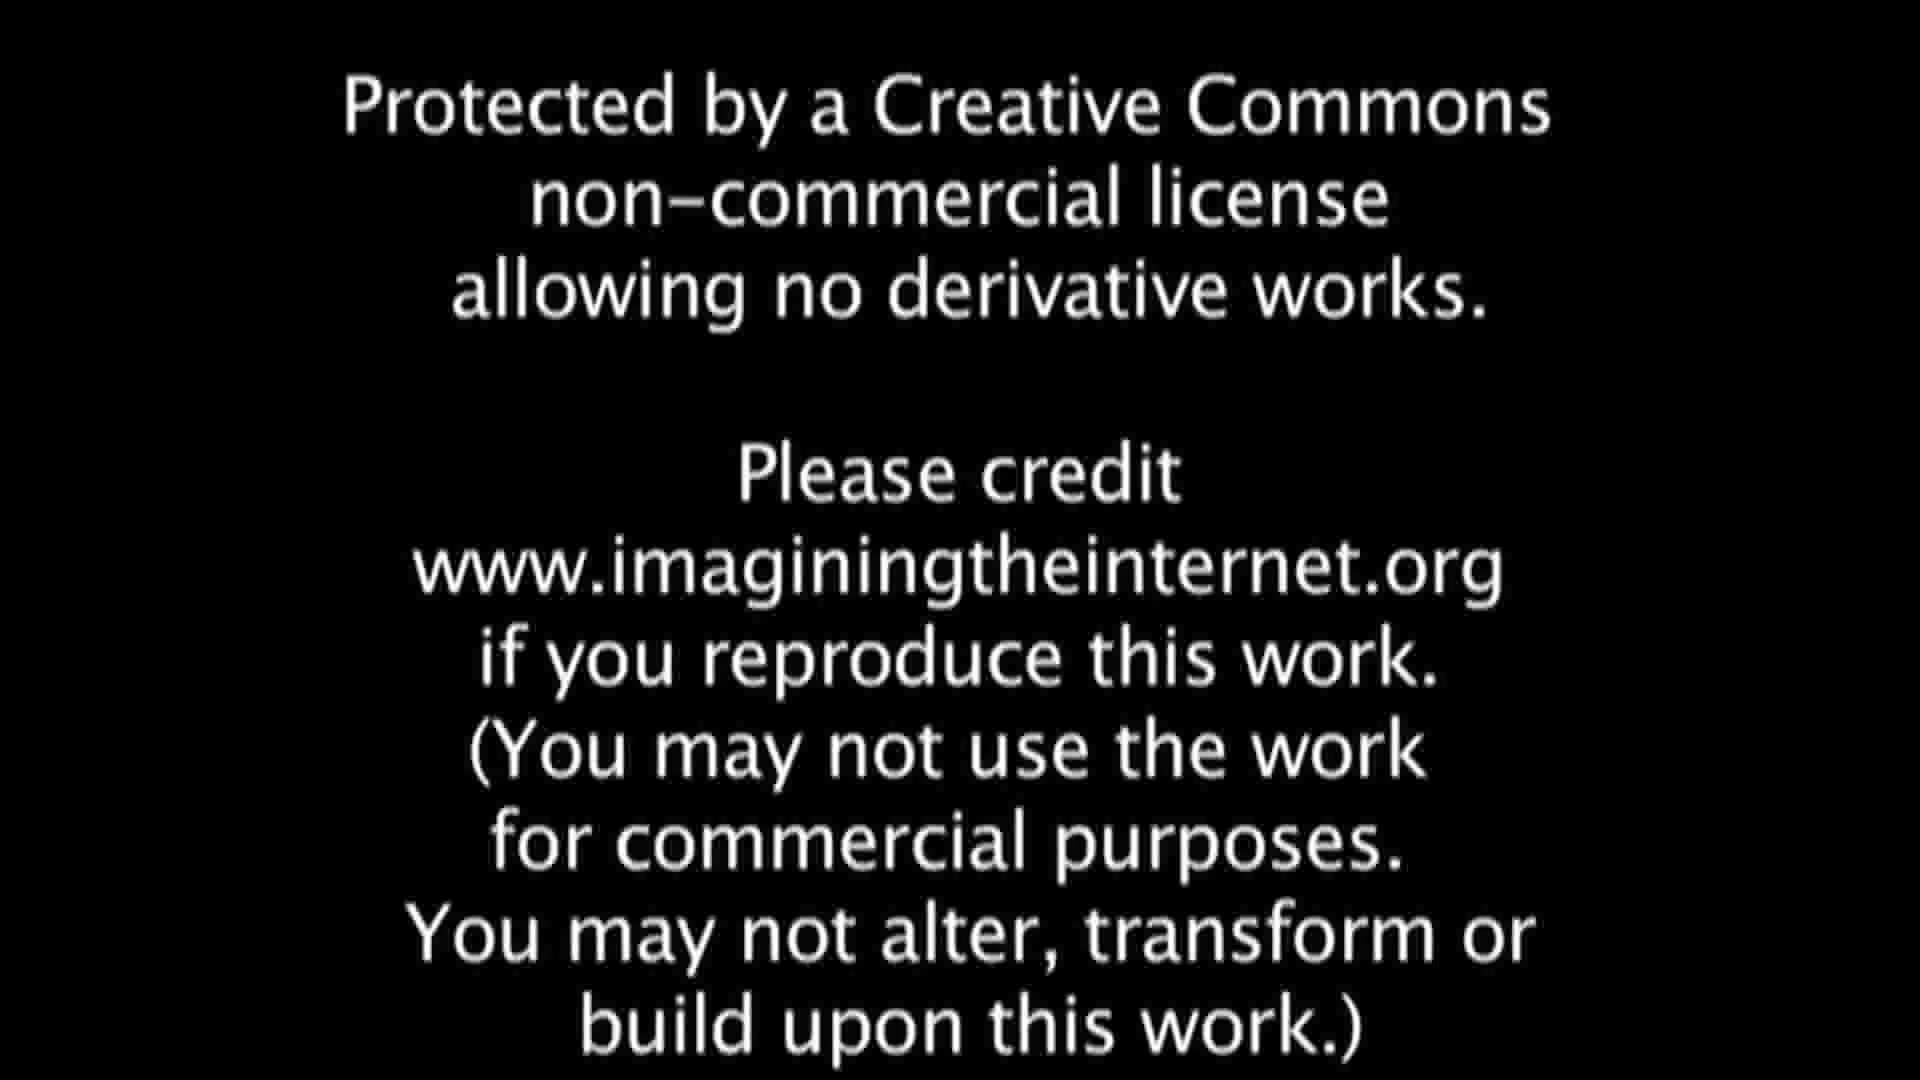 Protected by a Creative Commons
non-commercial license
allowing no derivative works.
Please credit
www.imaginingtheinternet.org
if you reproduce this work.
(You may not use the work
for commercial purposes.
You may not alter, transform or
build upon this work.)